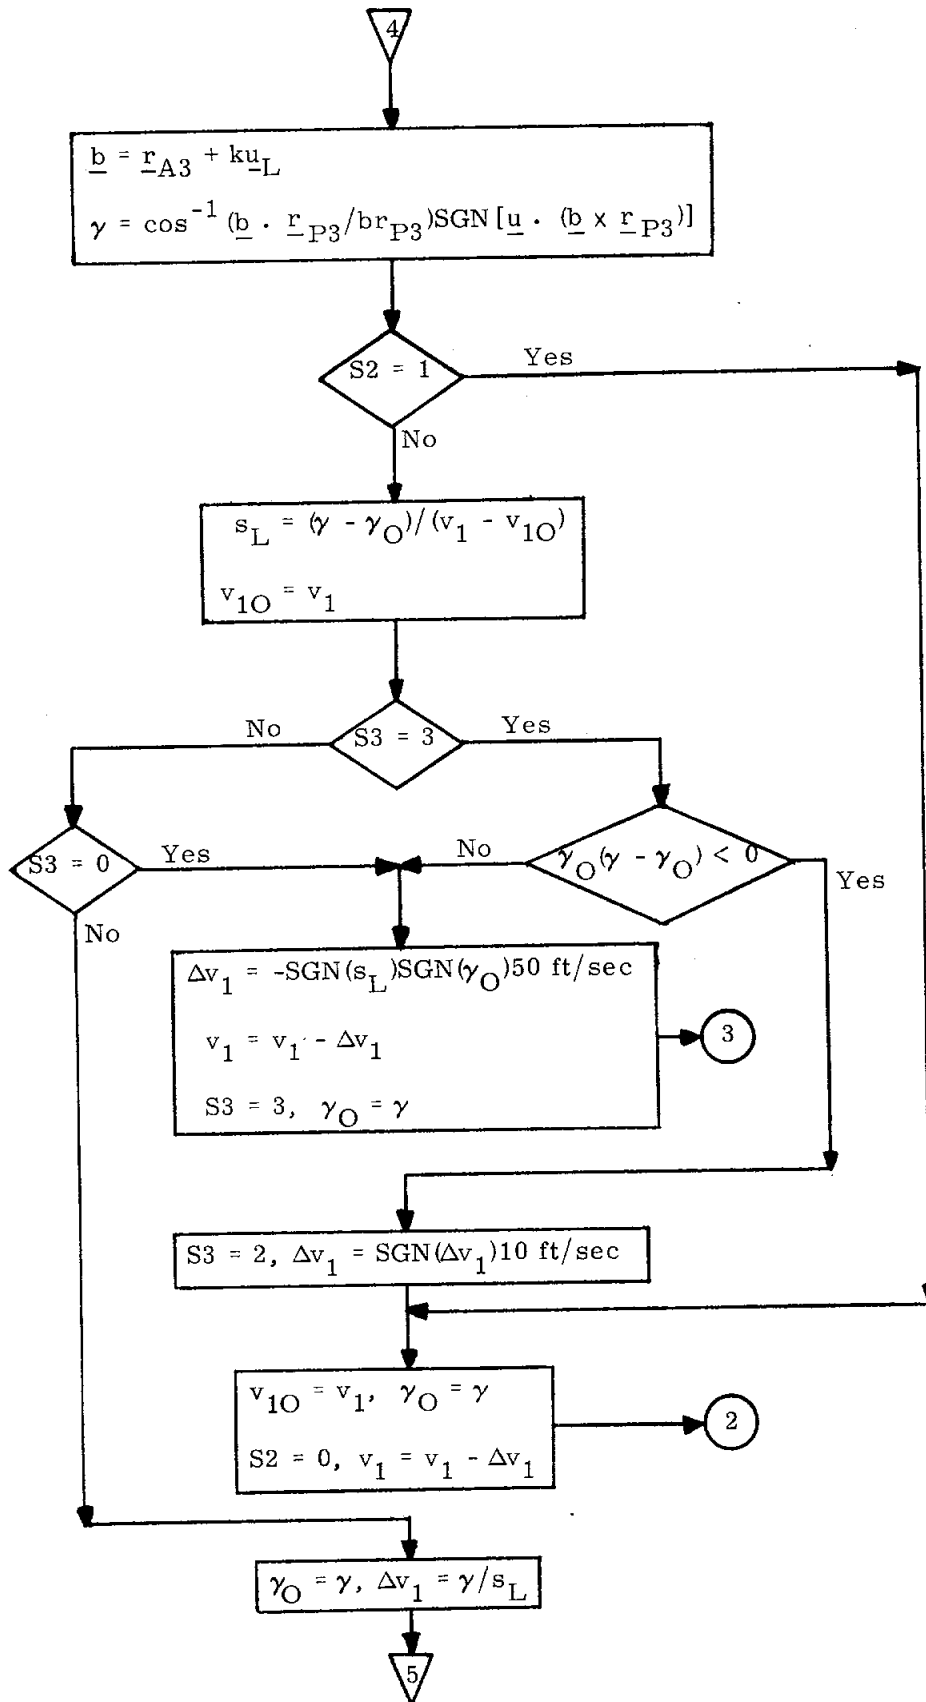 4
b = r_A3 + ku_L
γ = cos^-1 (b · r_P3/br_P3)SGN[u · (b x r_P3)]
S2 = 1
Yes
No
s_L = (γ - γ_O)/(v_1 - v_1O)
v_1O = v_1
No
S3 = 3
Yes
S3 = 0
Yes
No
γ_O(γ - γ_O) < 0
Yes
No
Δv_1 = -SGN(s_L)SGN(γ_O)50 ft/sec
v_1 = v_1 - Δv_1
3
S3 = 3, γ_O = γ
S3 = 2, Δv_1 = SGN(Δv_1)10 ft/sec
v_1O = v_1, γ_O = γ
2
S2 = 0, v_1 = v_1 - Δv_1
γ_O = γ, Δv_1 = γ/s_L
5